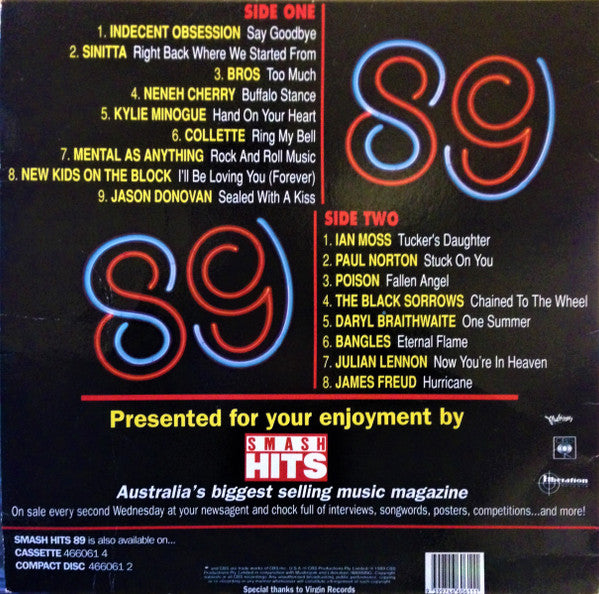 SIDE ONE
1. INDECENT OBSESSION Say Goodbye
2. SINITTA Right Back Where We Started From
3. BROS Too Much
4. NENEH CHERRY Buffalo Stance
5. KYLIE MINOGUE Hand On Your Heart
6. COLLETTE Ring My Bell
7. MENTAL AS ANYTHING Rock And Roll Music
8. NEW KIDS ON THE BLOCK I'll Be Loving You (Forever)
9. JASON DONOVAN Sealed With A Kiss
89
89
SIDE TWO
1. IAN MOSS Tucker's Daughter
2. PAUL NORTON Stuck On You
3. POISON Fallen Angel
4. THE BLACK SORROWS Chained To The Wheel
5. DARYL BRAITHWAITE One Summer
6. BANGLES Eternal Flame
7. JULIAN LENNON Now You're In Heaven
8. JAMES FREUD Hurricane
Presented for your enjoyment by
SMASH
HITS
Australia's biggest selling music magazine
On sale every second Wednesday at your newsagent and chock full of interviews, songwords, posters, competitions...and more!
CBS
Liberation
SMASH HITS 89 is also available on...
CASSETTE 466061 4
COMPACT DISC 466061 2
Special thanks to Virgin Records